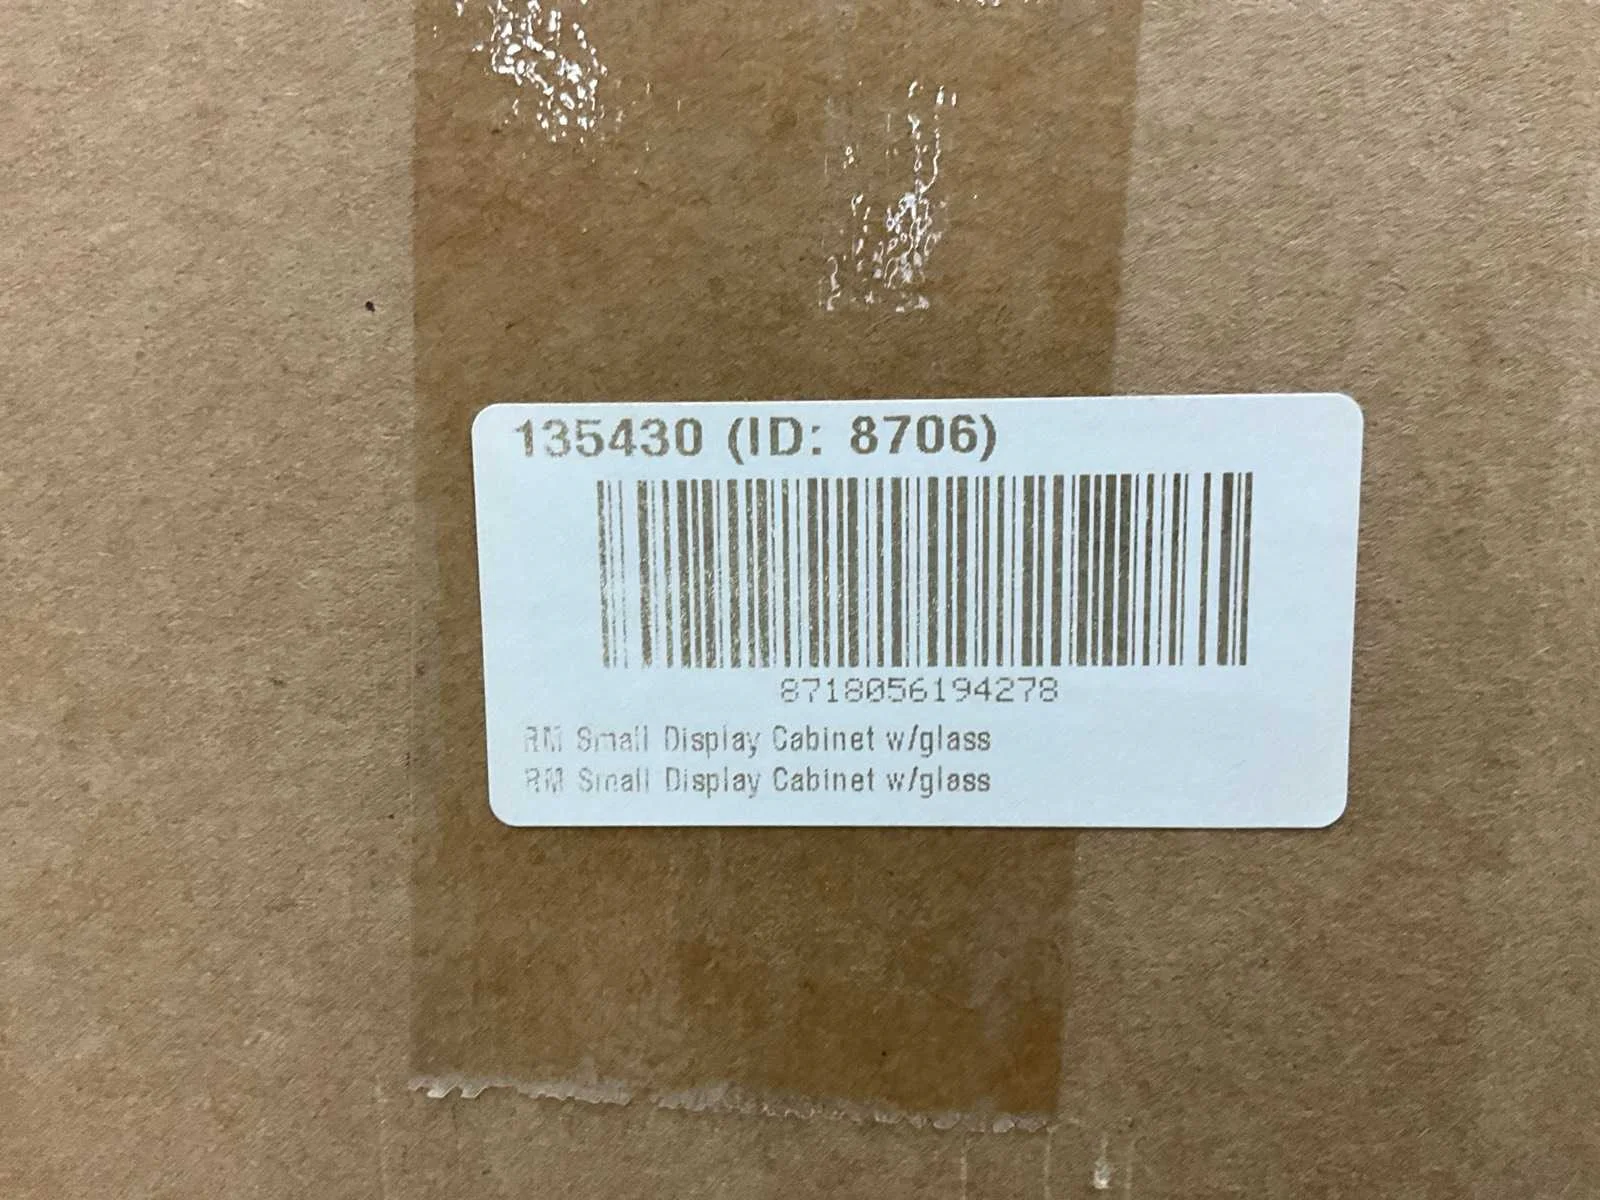 135430 (ID: 8706)
8718056194278
RM Small Display Cabinet w/glass
RM Small Display Cabinet w/glass